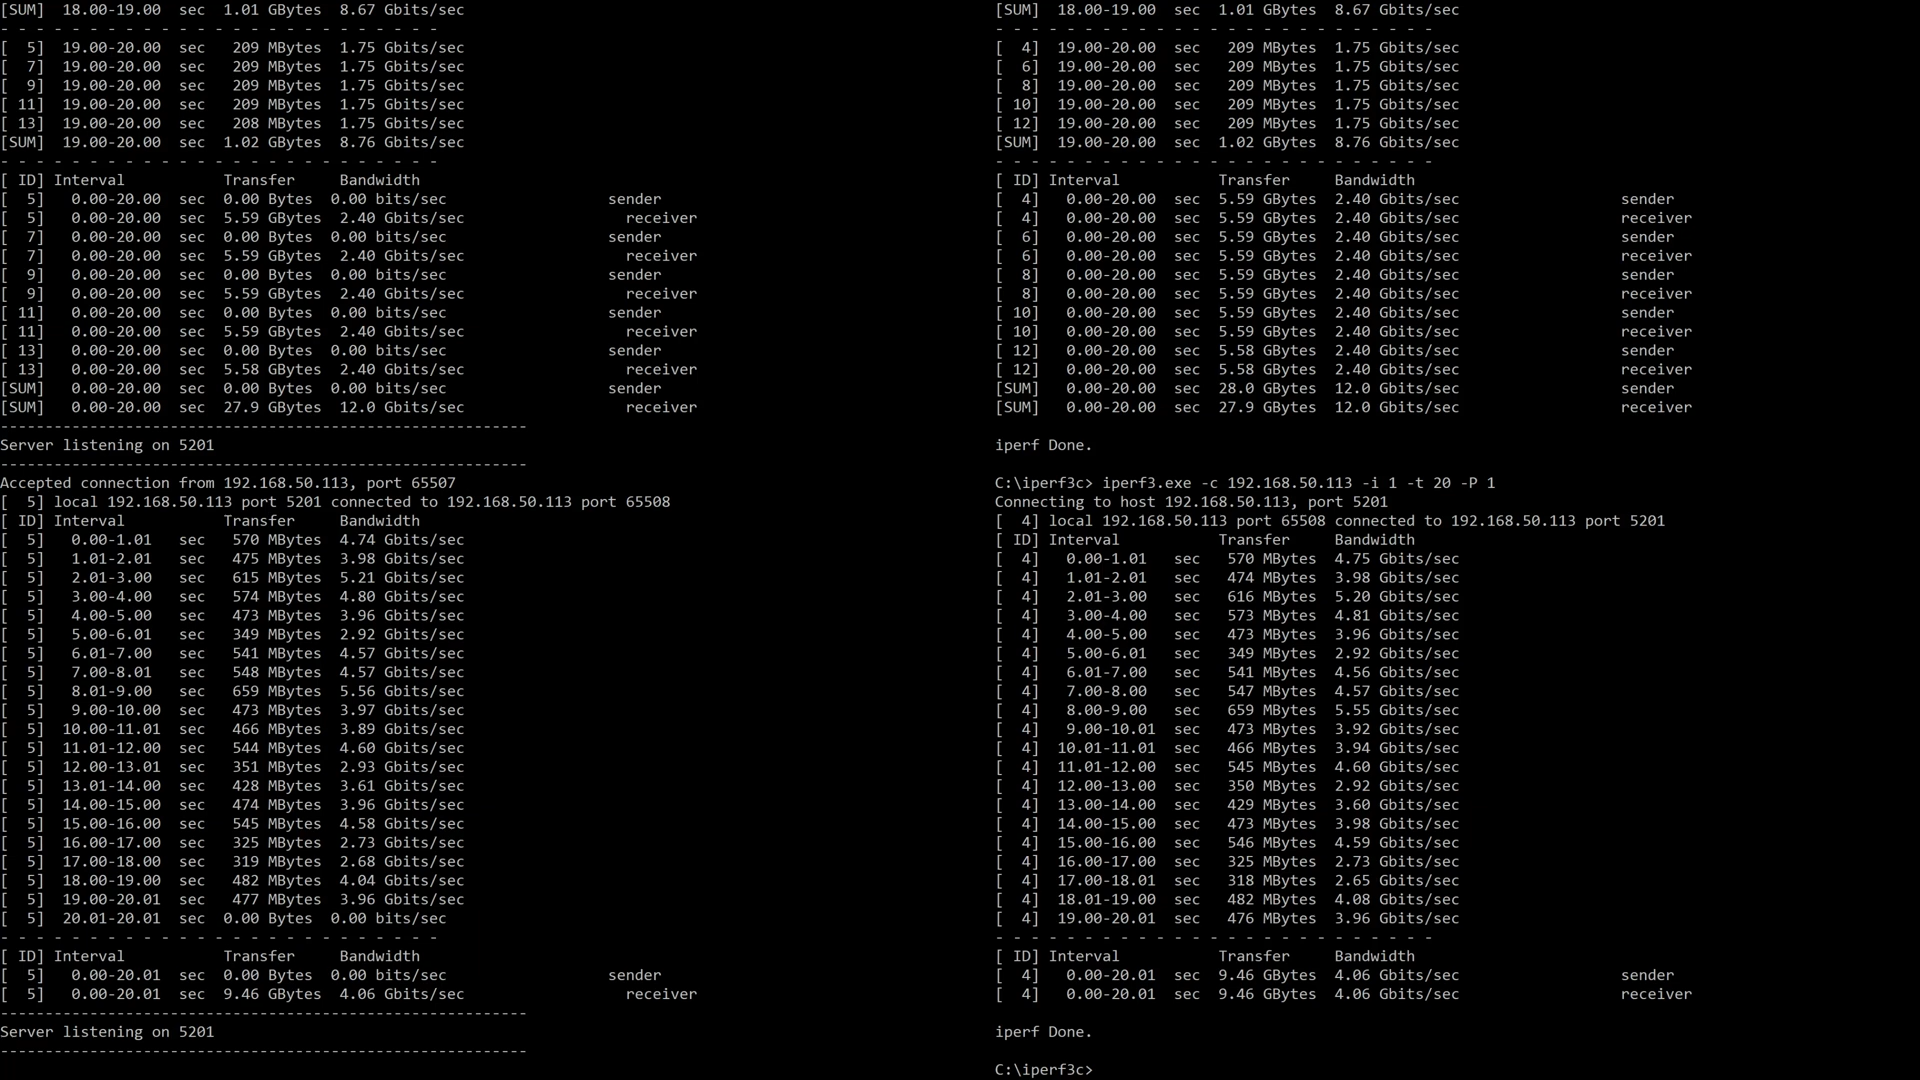 [SUM]  18.00-19.00  sec  1.01 GBytes  8.67 Gbits/sec
- - - - - - - - - - - - - - - - - - - - - - - - -
[  5]  19.00-20.00  sec   209 MBytes  1.75 Gbits/sec
[  7]  19.00-20.00  sec   209 MBytes  1.75 Gbits/sec
[  9]  19.00-20.00  sec   209 MBytes  1.75 Gbits/sec
[ 11]  19.00-20.00  sec   209 MBytes  1.75 Gbits/sec
[ 13]  19.00-20.00  sec   208 MBytes  1.75 Gbits/sec
[SUM]  19.00-20.00  sec  1.02 GBytes  8.76 Gbits/sec
- - - - - - - - - - - - - - - - - - - - - - - - -
[ ID] Interval           Transfer     Bandwidth
[  5]   0.00-20.00  sec  0.00 Bytes  0.00 bits/sec                  sender
[  5]   0.00-20.00  sec  5.59 GBytes  2.40 Gbits/sec                  receiver
[  7]   0.00-20.00  sec  0.00 Bytes  0.00 bits/sec                  sender
[  7]   0.00-20.00  sec  5.59 GBytes  2.40 Gbits/sec                  receiver
[  9]   0.00-20.00  sec  0.00 Bytes  0.00 bits/sec                  sender
[  9]   0.00-20.00  sec  5.59 GBytes  2.40 Gbits/sec                  receiver
[ 11]   0.00-20.00  sec  0.00 Bytes  0.00 bits/sec                  sender
[ 11]   0.00-20.00  sec  5.59 GBytes  2.40 Gbits/sec                  receiver
[ 13]   0.00-20.00  sec  0.00 Bytes  0.00 bits/sec                  sender
[ 13]   0.00-20.00  sec  5.58 GBytes  2.40 Gbits/sec                  receiver
[SUM]   0.00-20.00  sec  0.00 Bytes  0.00 bits/sec                  sender
[SUM]   0.00-20.00  sec  27.9 GBytes  12.0 Gbits/sec                  receiver
-----------------------------------------------------------
Server listening on 5201
-----------------------------------------------------------
Accepted connection from 192.168.50.113, port 65507
[  5] local 192.168.50.113 port 5201 connected to 192.168.50.113 port 65508
[ ID] Interval           Transfer     Bandwidth
[  5]   0.00-1.01   sec   570 MBytes  4.74 Gbits/sec
[  5]   1.01-2.01   sec   475 MBytes  3.98 Gbits/sec
[  5]   2.01-3.00   sec   615 MBytes  5.21 Gbits/sec
[  5]   3.00-4.00   sec   574 MBytes  4.80 Gbits/sec
[  5]   4.00-5.00   sec   473 MBytes  3.96 Gbits/sec
[  5]   5.00-6.01   sec   349 MBytes  2.92 Gbits/sec
[  5]   6.01-7.00   sec   541 MBytes  4.57 Gbits/sec
[  5]   7.00-8.01   sec   548 MBytes  4.57 Gbits/sec
[  5]   8.01-9.00   sec   659 MBytes  5.56 Gbits/sec
[  5]   9.00-10.00  sec   473 MBytes  3.97 Gbits/sec
[  5]  10.00-11.01  sec   466 MBytes  3.89 Gbits/sec
[  5]  11.01-12.00  sec   544 MBytes  4.60 Gbits/sec
[  5]  12.00-13.01  sec   351 MBytes  2.93 Gbits/sec
[  5]  13.01-14.00  sec   428 MBytes  3.61 Gbits/sec
[  5]  14.00-15.00  sec   474 MBytes  3.96 Gbits/sec
[  5]  15.00-16.00  sec   545 MBytes  4.58 Gbits/sec
[  5]  16.00-17.00  sec   325 MBytes  2.73 Gbits/sec
[  5]  17.00-18.00  sec   319 MBytes  2.68 Gbits/sec
[  5]  18.00-19.00  sec   482 MBytes  4.04 Gbits/sec
[  5]  19.00-20.01  sec   477 MBytes  3.96 Gbits/sec
[  5]  20.01-20.01  sec  0.00 Bytes  0.00 bits/sec
- - - - - - - - - - - - - - - - - - - - - - - - -
[ ID] Interval           Transfer     Bandwidth
[  5]   0.00-20.01  sec  0.00 Bytes  0.00 bits/sec                  sender
[  5]   0.00-20.01  sec  9.46 GBytes  4.06 Gbits/sec                  receiver
-----------------------------------------------------------
Server listening on 5201
-----------------------------------------------------------
[SUM]  18.00-19.00  sec  1.01 GBytes  8.67 Gbits/sec
- - - - - - - - - - - - - - - - - - - - - - - - -
[  4]  19.00-20.00  sec   209 MBytes  1.75 Gbits/sec
[  6]  19.00-20.00  sec   209 MBytes  1.75 Gbits/sec
[  8]  19.00-20.00  sec   209 MBytes  1.75 Gbits/sec
[ 10]  19.00-20.00  sec   209 MBytes  1.75 Gbits/sec
[ 12]  19.00-20.00  sec   209 MBytes  1.75 Gbits/sec
[SUM]  19.00-20.00  sec  1.02 GBytes  8.76 Gbits/sec
- - - - - - - - - - - - - - - - - - - - - - - - -
[ ID] Interval           Transfer     Bandwidth
[  4]   0.00-20.00  sec  5.59 GBytes  2.40 Gbits/sec                  sender
[  4]   0.00-20.00  sec  5.59 GBytes  2.40 Gbits/sec                  receiver
[  6]   0.00-20.00  sec  5.59 GBytes  2.40 Gbits/sec                  sender
[  6]   0.00-20.00  sec  5.59 GBytes  2.40 Gbits/sec                  receiver
[  8]   0.00-20.00  sec  5.59 GBytes  2.40 Gbits/sec                  sender
[  8]   0.00-20.00  sec  5.59 GBytes  2.40 Gbits/sec                  receiver
[ 10]   0.00-20.00  sec  5.59 GBytes  2.40 Gbits/sec                  sender
[ 10]   0.00-20.00  sec  5.59 GBytes  2.40 Gbits/sec                  receiver
[ 12]   0.00-20.00  sec  5.58 GBytes  2.40 Gbits/sec                  sender
[ 12]   0.00-20.00  sec  5.58 GBytes  2.40 Gbits/sec                  receiver
[SUM]   0.00-20.00  sec  28.0 GBytes  12.0 Gbits/sec                  sender
[SUM]   0.00-20.00  sec  27.9 GBytes  12.0 Gbits/sec                  receiver
iperf Done.
C:\iperf3c> iperf3.exe -c 192.168.50.113 -i 1 -t 20 -P 1
Connecting to host 192.168.50.113, port 5201
[  4] local 192.168.50.113 port 65508 connected to 192.168.50.113 port 5201
[ ID] Interval           Transfer     Bandwidth
[  4]   0.00-1.01   sec   570 MBytes  4.75 Gbits/sec
[  4]   1.01-2.01   sec   474 MBytes  3.98 Gbits/sec
[  4]   2.01-3.00   sec   616 MBytes  5.20 Gbits/sec
[  4]   3.00-4.00   sec   573 MBytes  4.81 Gbits/sec
[  4]   4.00-5.00   sec   473 MBytes  3.96 Gbits/sec
[  4]   5.00-6.01   sec   349 MBytes  2.92 Gbits/sec
[  4]   6.01-7.00   sec   541 MBytes  4.56 Gbits/sec
[  4]   7.00-8.00   sec   547 MBytes  4.57 Gbits/sec
[  4]   8.00-9.00   sec   659 MBytes  5.55 Gbits/sec
[  4]   9.00-10.01  sec   473 MBytes  3.92 Gbits/sec
[  4]  10.01-11.01  sec   466 MBytes  3.94 Gbits/sec
[  4]  11.01-12.00  sec   545 MBytes  4.60 Gbits/sec
[  4]  12.00-13.00  sec   350 MBytes  2.92 Gbits/sec
[  4]  13.00-14.00  sec   429 MBytes  3.60 Gbits/sec
[  4]  14.00-15.00  sec   473 MBytes  3.98 Gbits/sec
[  4]  15.00-16.00  sec   546 MBytes  4.59 Gbits/sec
[  4]  16.00-17.00  sec   325 MBytes  2.73 Gbits/sec
[  4]  17.00-18.01  sec   318 MBytes  2.65 Gbits/sec
[  4]  18.01-19.00  sec   482 MBytes  4.08 Gbits/sec
[  4]  19.00-20.01  sec   476 MBytes  3.96 Gbits/sec
- - - - - - - - - - - - - - - - - - - - - - - - -
[ ID] Interval           Transfer     Bandwidth
[  4]   0.00-20.01  sec  9.46 GBytes  4.06 Gbits/sec                  sender
[  4]   0.00-20.01  sec  9.46 GBytes  4.06 Gbits/sec                  receiver
iperf Done.
C:\iperf3c>